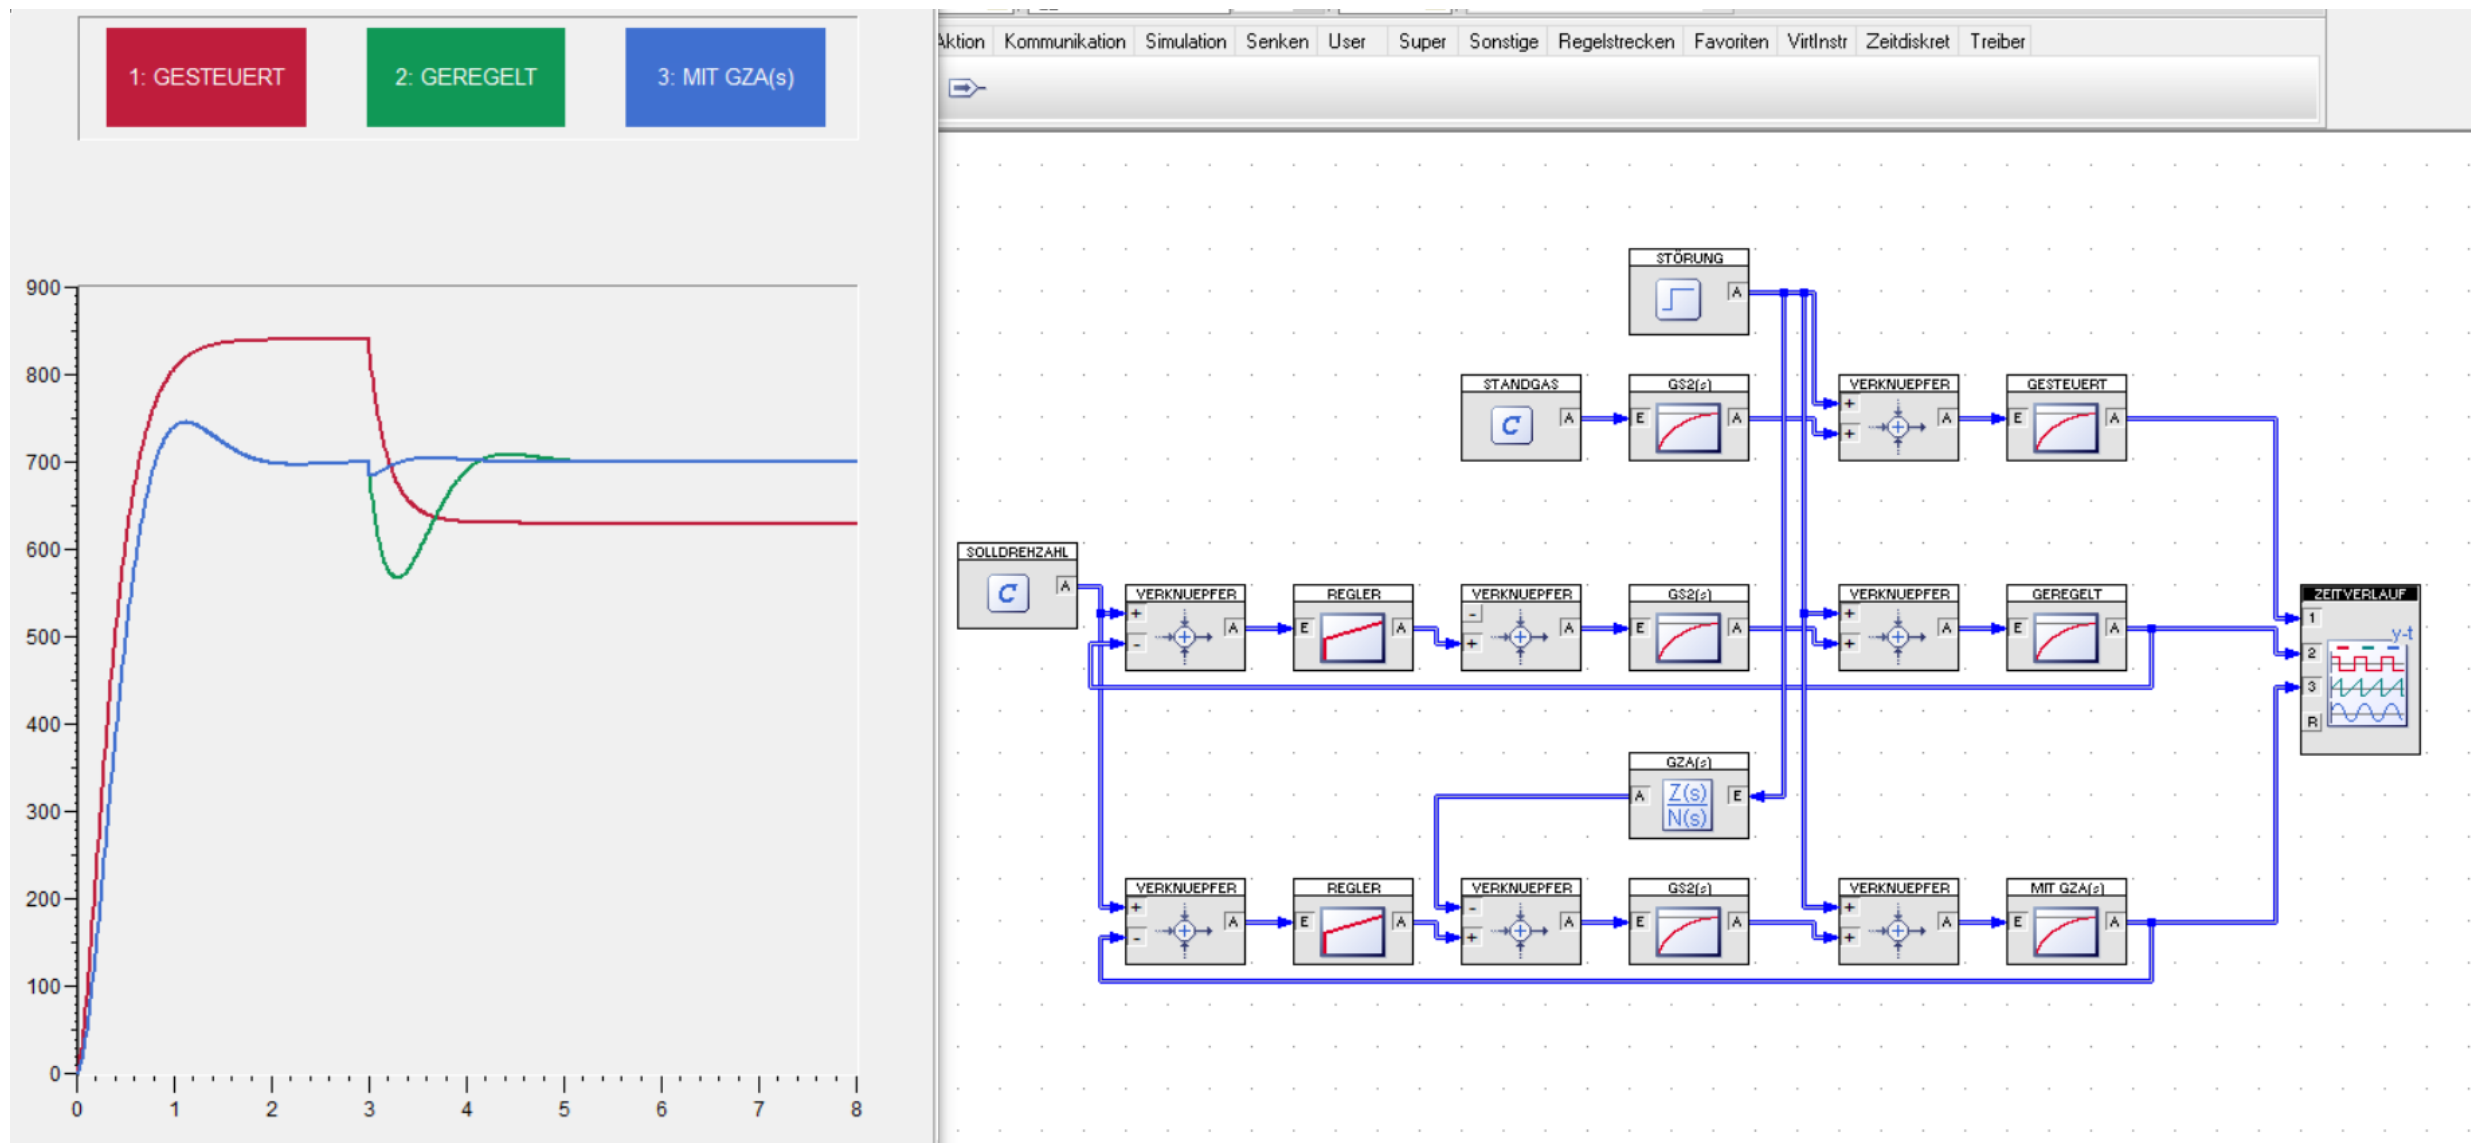 1: GESTEUERT
2: GEREGELT
3: MIT GZA(s)
900
800
700
600
500
400
300
200
100
0
0 1 2 3 4 5 6 7 8
Aktion Kommunikation Simulation Senken User Super Sonstige Regelstrecken Favoriten VirtInstr Zeitdiskret Treiber
STÖRUNG
A
STANDGAS GS2(s) VERKNUEPFER GESTEUERT
C A E A + + A E A
SOLLDREHZAHL
C A
VERKNUEPFER REGLER VERKNUEPFER GS2(s) VERKNUEPFER GEREGELT
+ - A E A - + A E A + + A E A
ZEITVERLAUF
1
y-t
2
3
R
GZA(s)
A Z(s) E
N(s)
VERKNUEPFER REGLER VERKNUEPFER GS2(s) VERKNUEPFER MIT GZA(s)
+ - A E A - + A E A + + A E A